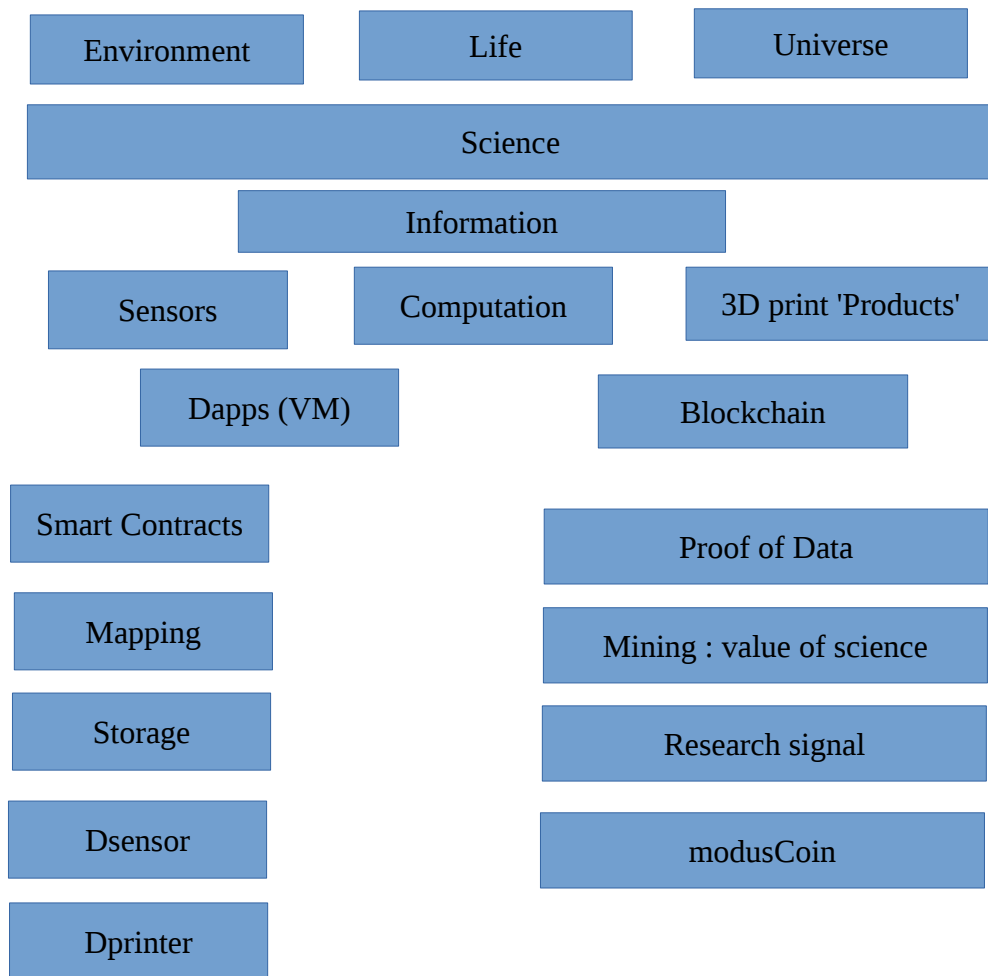 Environment
Life
Universe
Science
Information
Sensors
Computation
3D print 'Products'
Dapps (VM)
Blockchain
Smart Contracts
Mapping
Storage
Dsensor
Dprinter
Proof of Data
Mining : value of science
Research signal
modusCoin